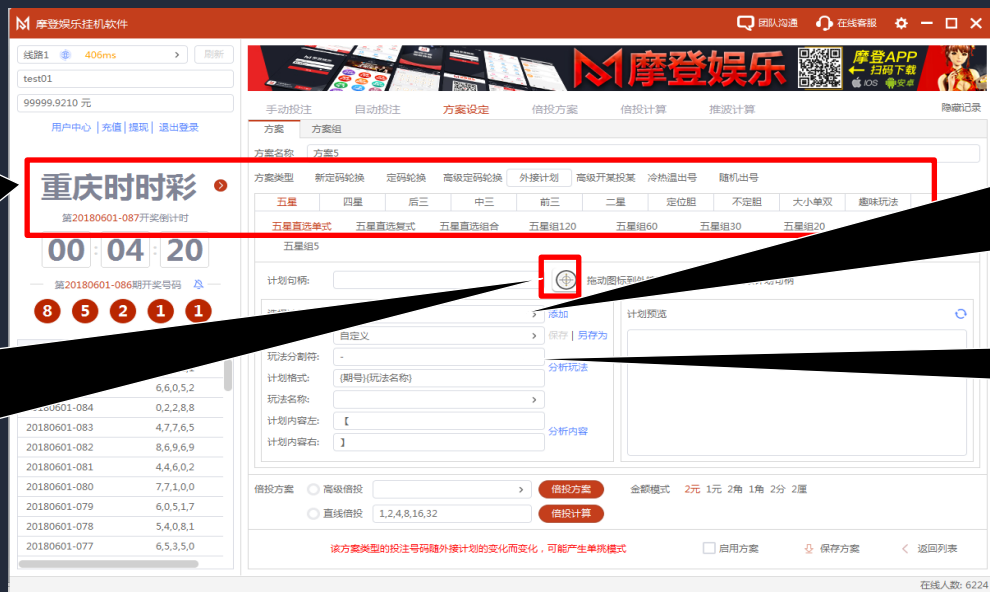 摩登娱乐挂机软件
团队沟通
在线客服
线路1 406ms
刷新
test01
99999.9210 元
用户中心 |充值|提现| 退出登录
摩登娱乐
摩登APP
扫码下载
iOS 安卓
手动投注 自动投注 方案设定 倍投方案 倍投计算 推波计算 隐藏记录
方案 方案组
方案名称 方案5
方案类型 新定码轮换 定码轮换 高级定码轮换 外接计划 高级开某投某 冷热温出号 随机出号
重庆时时彩
五星 四星 后三 中三 前三 二星 定位胆 不定胆 大小单双 趣味玩法
第20180601-087开奖倒计时
五星直选单式 五星直选复式 五星直选组合 五星组120 五星组60 五星组30 五星组20
五星组5
00 : 04 : 20
计划句柄:
拖动图标到外
第20180601-086期开奖号码
8 5 2 1 1
添加
计划预览
自定义
保存 | 另存为
玩法分割符: -
分析玩法
计划格式: {期号}{玩法名称}
玩法名称:
计划内容左: 【
分析内容
计划内容右: 】
6,6,0,5,2
0,2,2,8,8
20180601-083 4,7,7,6,5
20180601-082 8,6,9,6,9
20180601-081 4,4,6,0,2
20180601-080 7,7,1,0,0
20180601-079 6,0,5,1,7
20180601-078 5,4,0,8,1
20180601-077 6,5,3,5,0
倍投方案 高级倍投 倍投方案 金额模式 2元 1元 2角 1角 2分 2厘
直线倍投 1,2,4,8,16,32 倍投计算
该方案类型的投注号码随外接计划的变化而变化，可能产生单挑模式
启用方案 保存方案 返回列表
在线人数: 6224